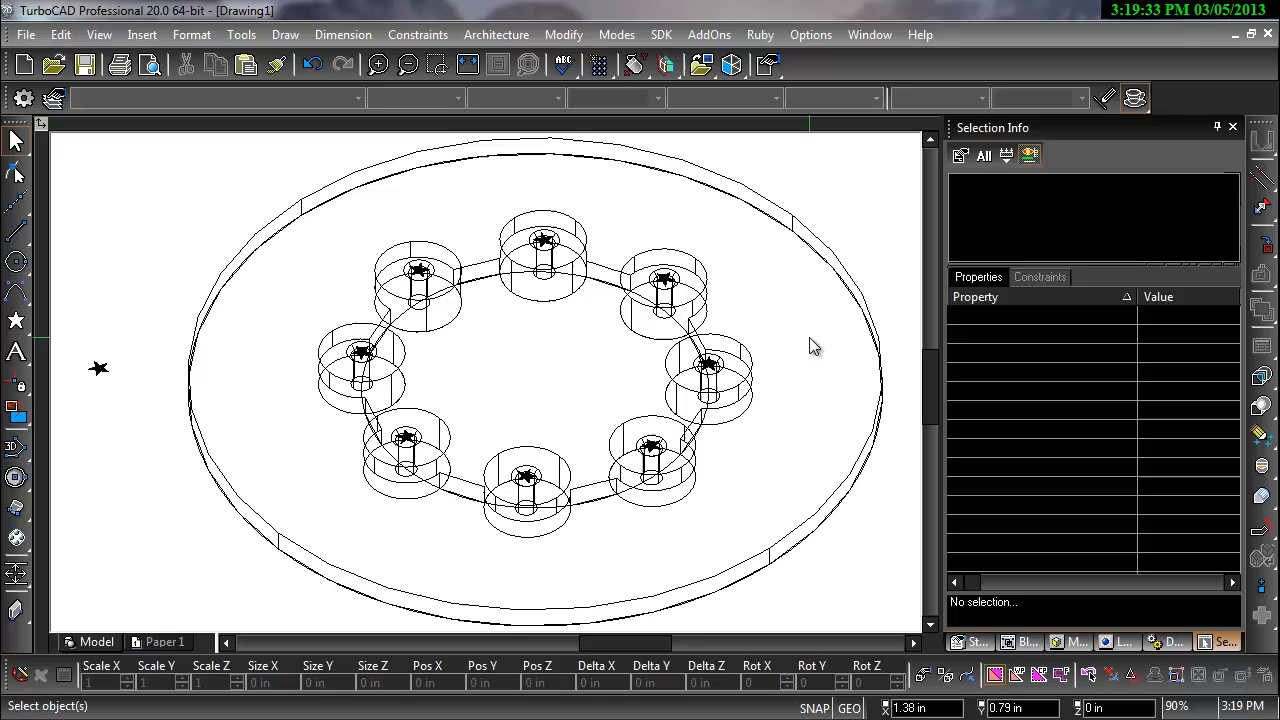 TurboCAD Professional 20.0 64-bit - [Drawing1]
3:19:33 PM 03/05/2013
File Edit View Insert Format Tools Draw Dimension Constraints Architecture Modify Modes SDK AddOns Ruby Options Window Help
ABC
Selection Info
All
Properties Constraints
Property Value
No selection...
Model Paper 1
St... Bl... M... L... D... Se...
3D
Scale X Scale Y Scale Z Size X Size Y Size Z Pos X Pos Y Pos Z Delta X Delta Y Delta Z Rot X Rot Y Rot Z
1 1 1 0 in 0 in 0 in 0 in 0 in 0 in 0 in 0 in 0 in 0 0 0
Select object(s) SNAP GEO X 1.38 in Y 0.79 in Z 0 in 90% 3:19 PM